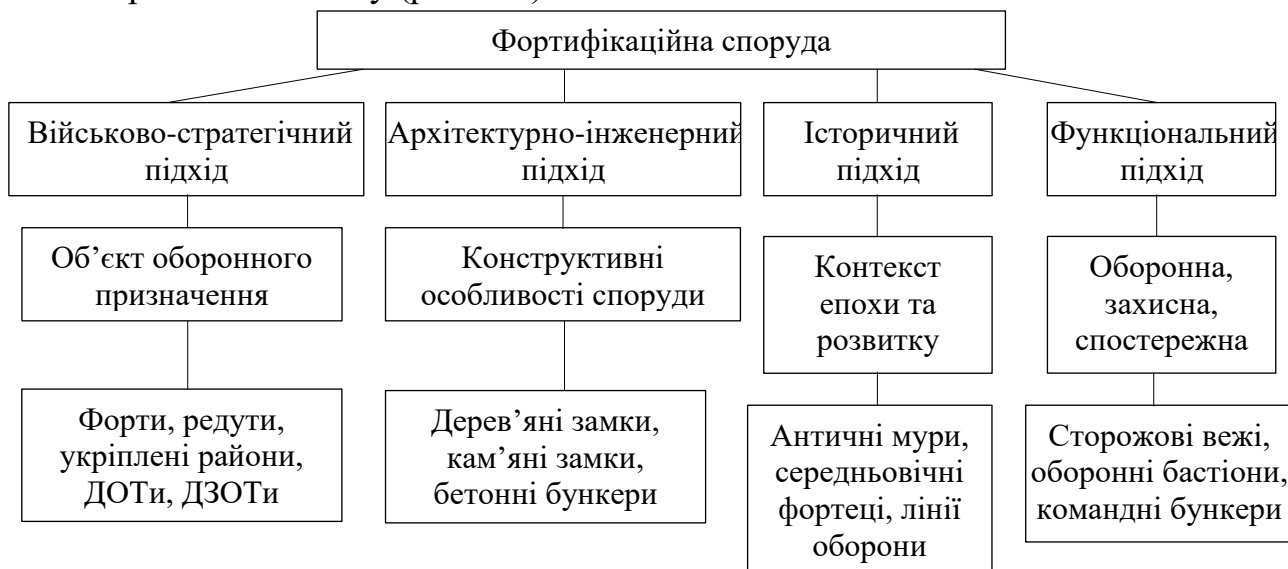 Фортифікаційна споруда
Військово-стратегічний
підхід
Архітектурно-інженерний
підхід
Історичний
підхід
Функціональний
підхід
Об’єкт оборонного
призначення
Конструктивні
особливості споруди
Контекст
епохи та
розвитку
Оборонна,
захисна,
спостережна
Форти, редути,
укріплені райони,
ДОТи, ДЗОТи
Дерев’яні замки,
кам’яні замки,
бетонні бункери
Античні мури,
середньовічні
фортеці, лінії
оборони
Сторожові вежі,
оборонні бастіони,
командні бункери